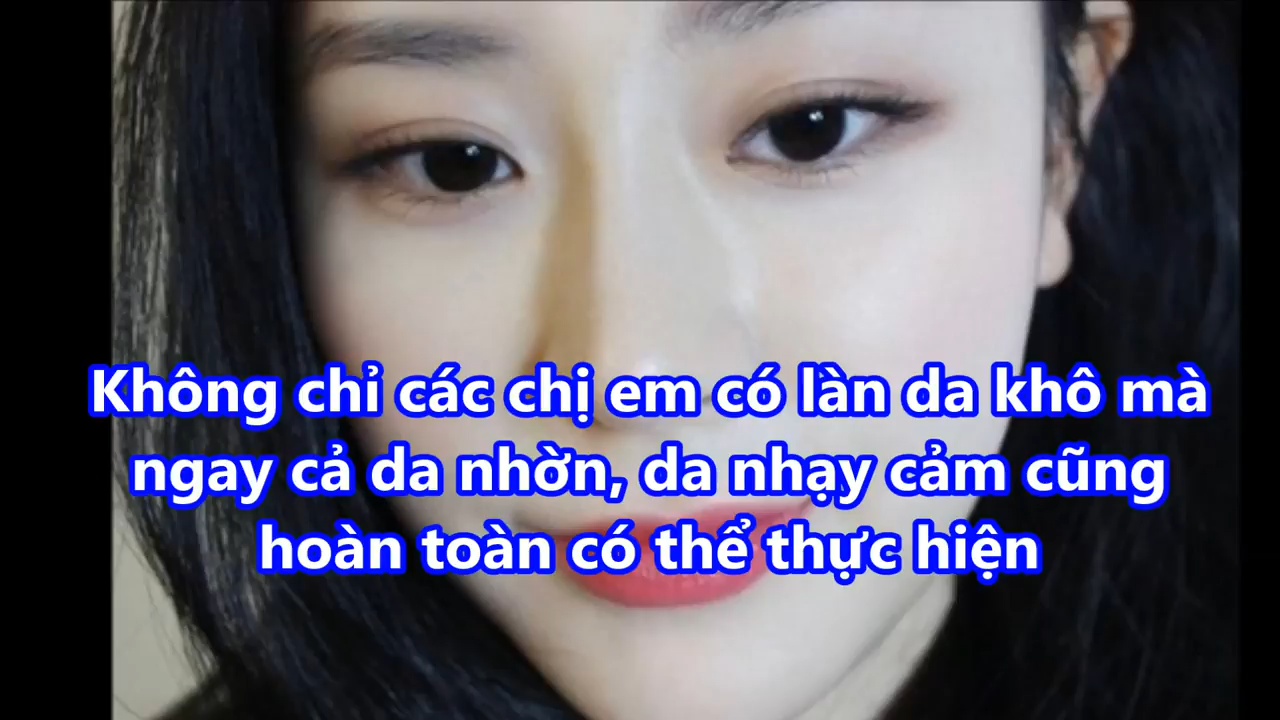 Không chỉ các chị em có làn da khô mà
ngay cả da nhờn, da nhạy cảm cũng
hoàn toàn có thể thực hiện